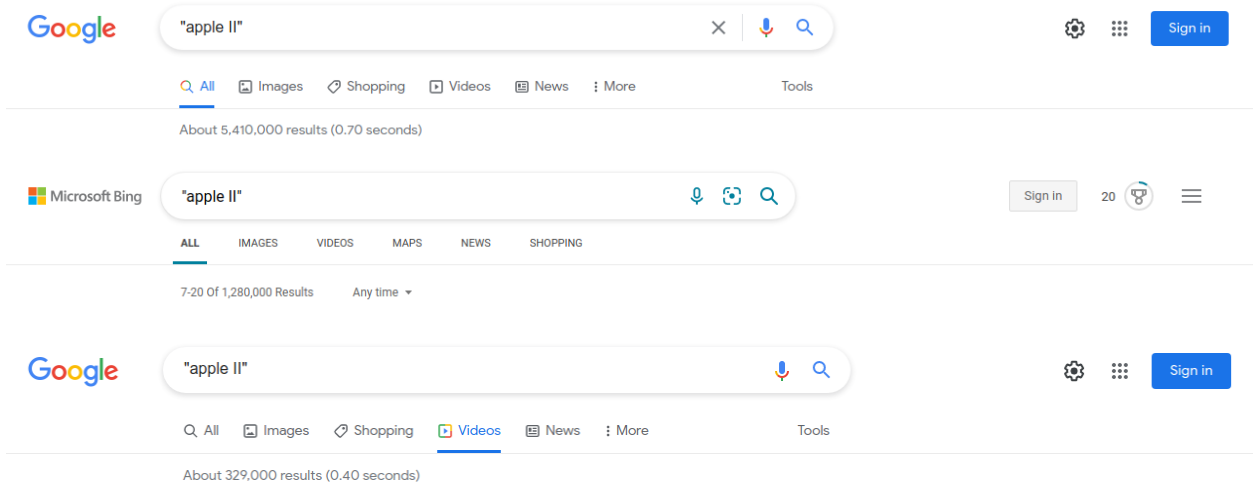 Google "apple II" Sign in
All Images Shopping Videos News More Tools
About 5,410,000 results (0.70 seconds)
Microsoft Bing "apple II" Sign in 20
ALL IMAGES VIDEOS MAPS NEWS SHOPPING
7-20 Of 1,280,000 Results Any time
Google "apple II" Sign in
All Images Shopping Videos News More Tools
About 329,000 results (0.40 seconds)